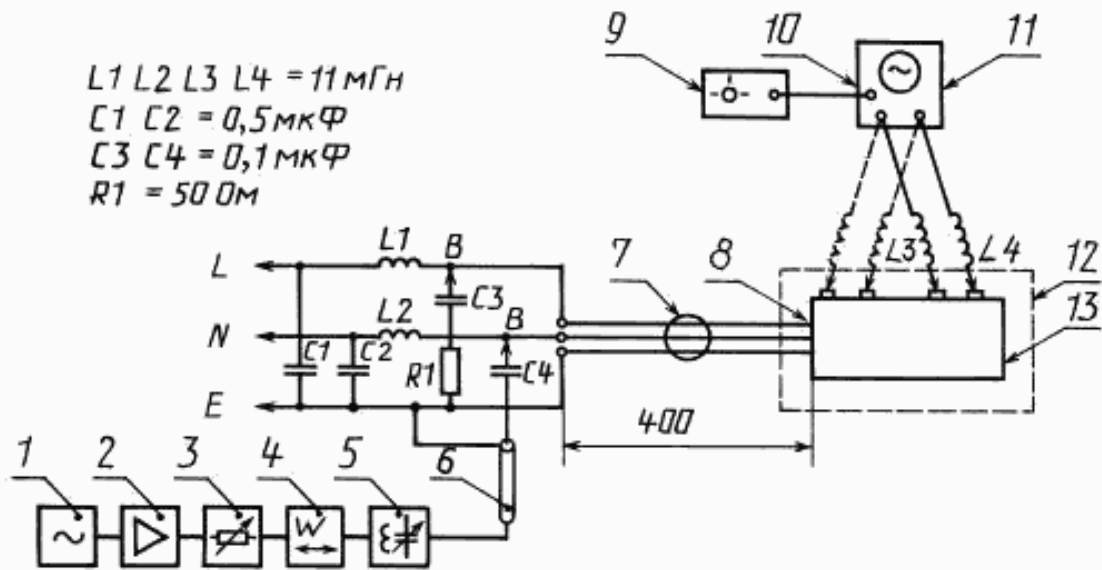 9 10 11
L1 L2 L3 L4 = 11 мГн
C1 C2 = 0,5 мкФ
C3 C4 = 0,1 мкФ
R1 = 50 Ом
L L1 B 7 8 L3 L4 12
C3 13
N L2 B
C1 C2 R1 C4
E
400
1 2 3 4 5 6
W